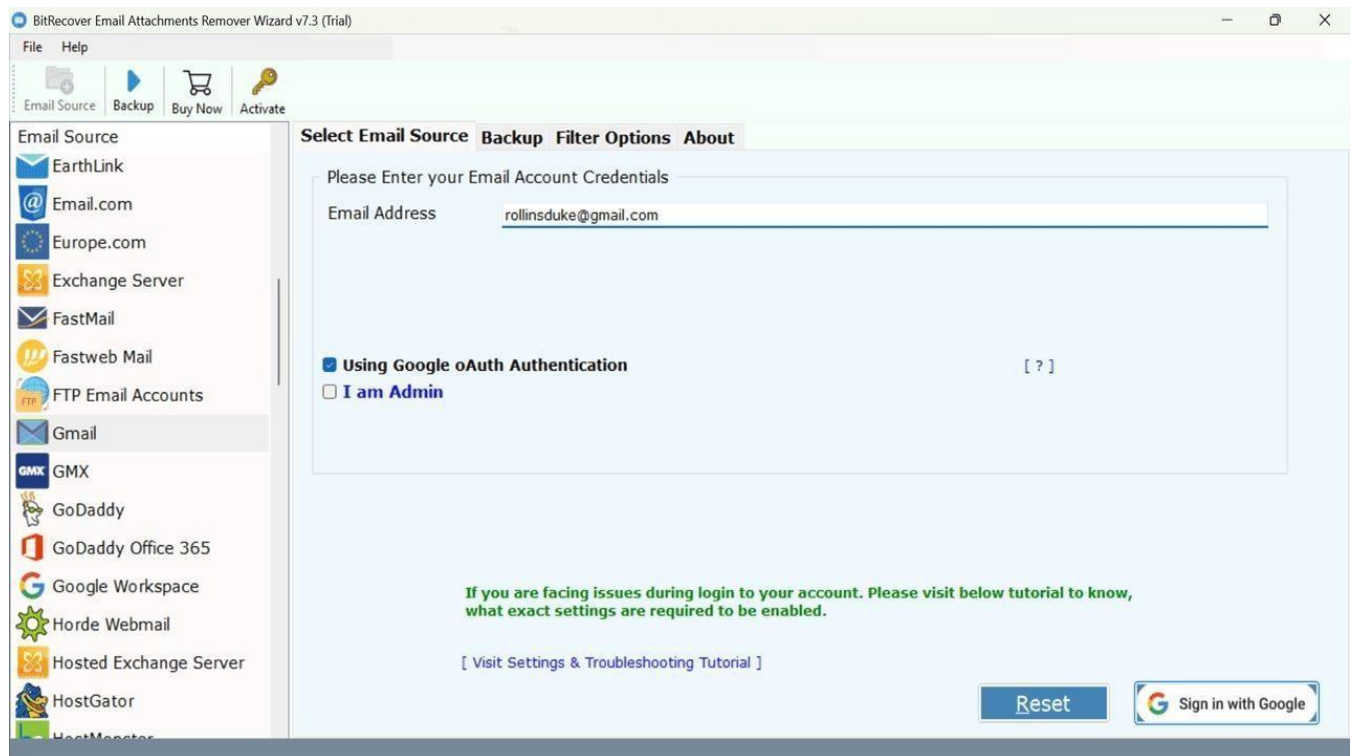 BitRecover Email Attachments Remover Wizard v7.3 (Trial)
File Help
Email Source Backup Buy Now Activate
Email Source
EarthLink
@ Email.com
Europe.com
Exchange Server
FastMail
Fastweb Mail
FTP FTP Email Accounts
Gmail
GMX GMX
GoDaddy
GoDaddy Office 365
G Google Workspace
Horde Webmail
Hosted Exchange Server
HostGator
HostMonster
Select Email Source Backup Filter Options About
Please Enter your Email Account Credentials
Email Address rollinsduke@gmail.com
Using Google oAuth Authentication [ ? ]
I am Admin
If you are facing issues during login to your account. Please visit below tutorial to know,
what exact settings are required to be enabled.
[ Visit Settings & Troubleshooting Tutorial ]
Reset G Sign in with Google